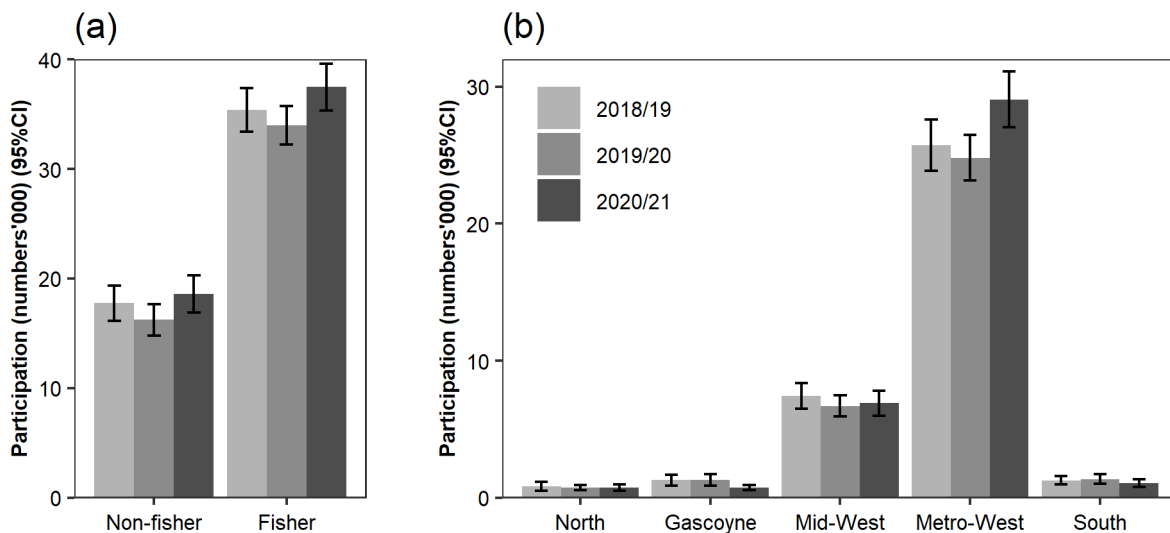 (a)
Participation (numbers'000) (95%CI)
40
30
20
10
0
Non-fisher
Fisher
(b)
Participation (numbers'000) (95%CI)
30
20
10
0
2018/19
2019/20
2020/21
North
Gascoyne
Mid-West
Metro-West
South